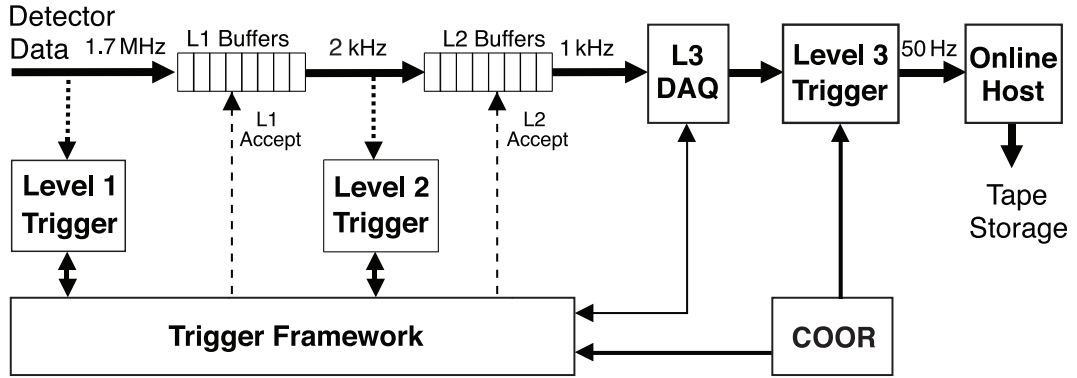 Detector
Data
1.7 MHz
L1 Buffers
2 kHz
L2 Buffers
1 kHz
L3
DAQ
Level 3
Trigger
50 Hz
Online
Host
L1
Accept
L2
Accept
Level 1
Trigger
Level 2
Trigger
Tape
Storage
Trigger Framework
COOR